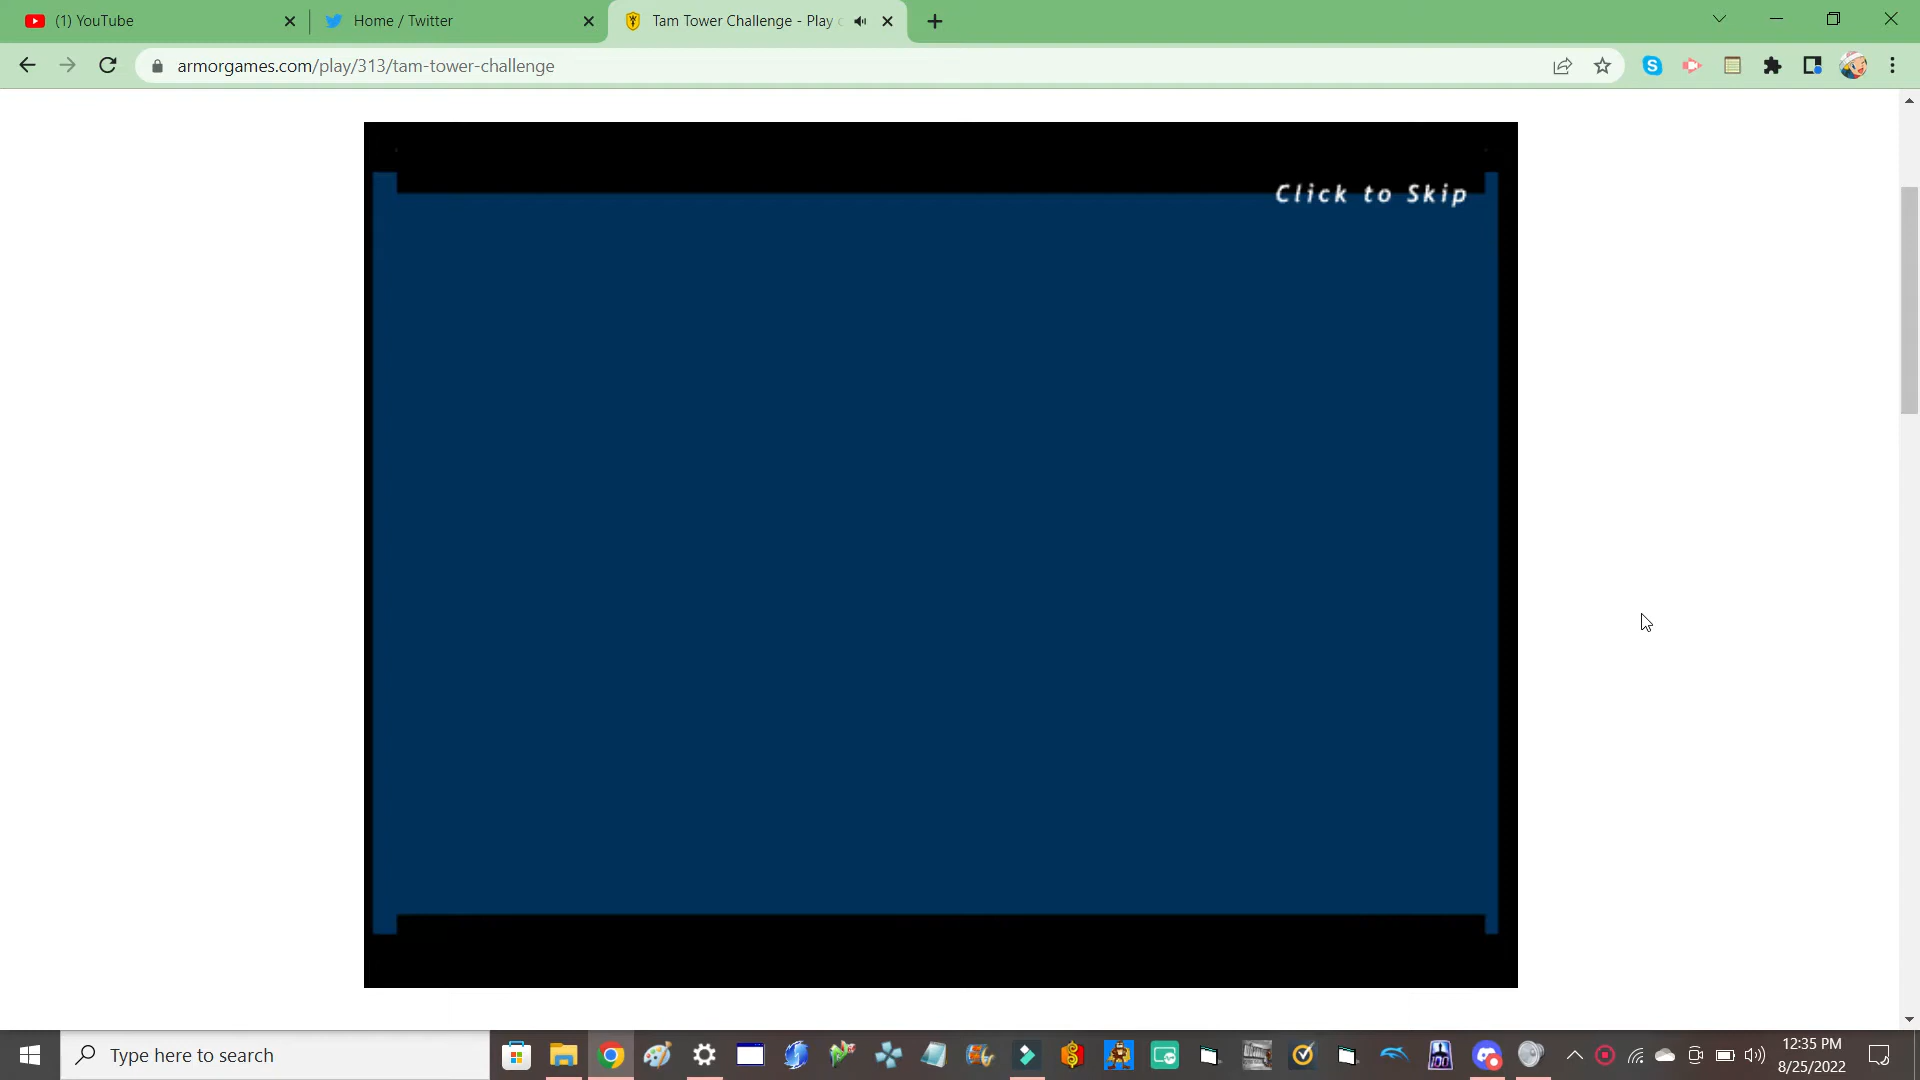 (1) YouTube
Home / Twitter
Tam Tower Challenge - Play
armorgames.com/play/313/tam-tower-challenge
Click to Skip
Type here to search
12:35 PM
8/25/2022